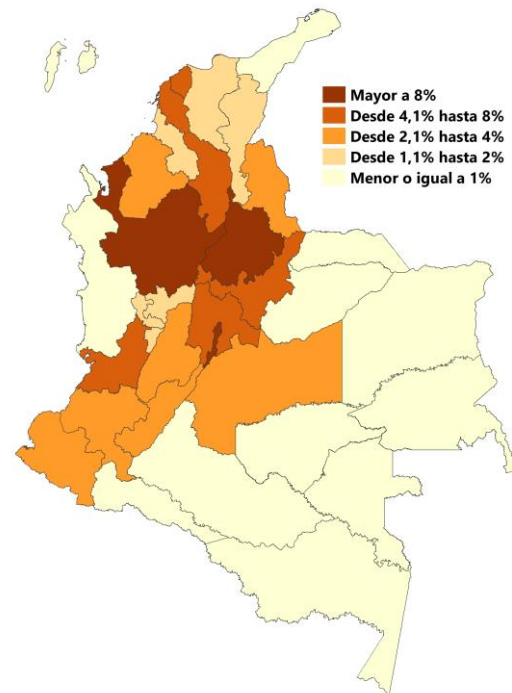 Mayor a 8%
Desde 4,1% hasta 8%
Desde 2,1% hasta 4%
Desde 1,1% hasta 2%
Menor o igual a 1%